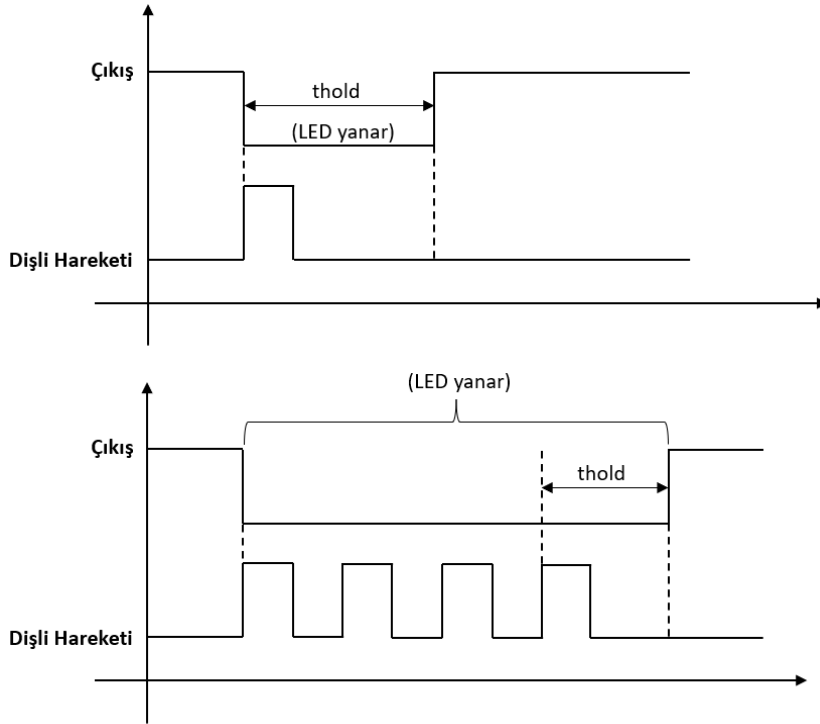 Çıkış
thold
(LED yanar)
Dişli Hareketi
(LED yanar)
Çıkış
thold
Dişli Hareketi